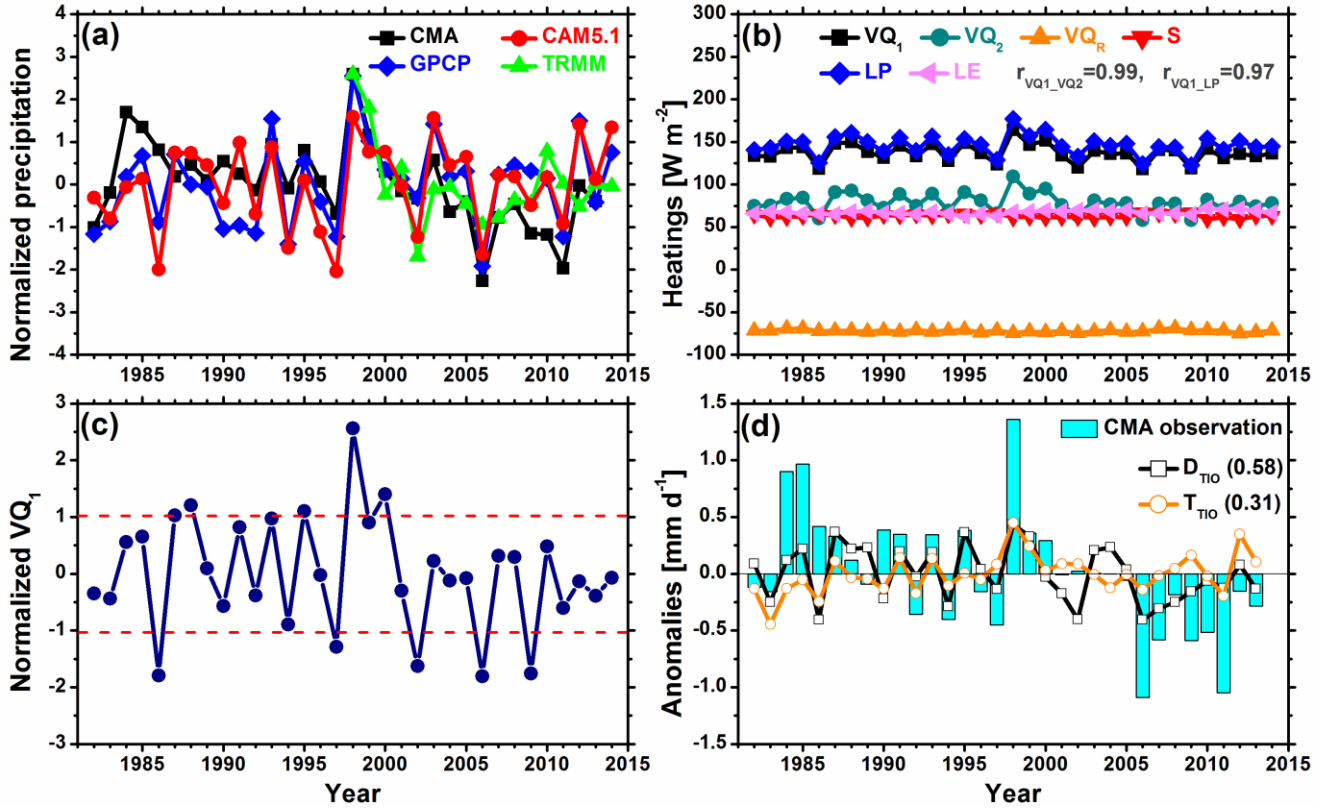 (a)
CMA
CAM5.1
GPCP
TRMM
Normalized precipitation
4
3
2
1
0
-1
-2
-3
-4
1985 1990 1995 2000 2005 2010 2015
(b)
VQ1 VQ2 VQR S
LP LE rVQ1_VQ2=0.99, rVQ1_LP=0.97
Heatings [W m-2]
300
250
200
150
100
50
0
-50
-100
1985 1990 1995 2000 2005 2010 2015
(c)
Normalized VQ1
3
2
1
0
-1
-2
-3
1985 1990 1995 2000 2005 2010 2015
Year
(d)
CMA observation
DTIO (0.58)
TTIO (0.31)
Anomalies [mm d-1]
1.5
1.0
0.5
0.0
-0.5
-1.0
-1.5
1985 1990 1995 2000 2005 2010 2015
Year